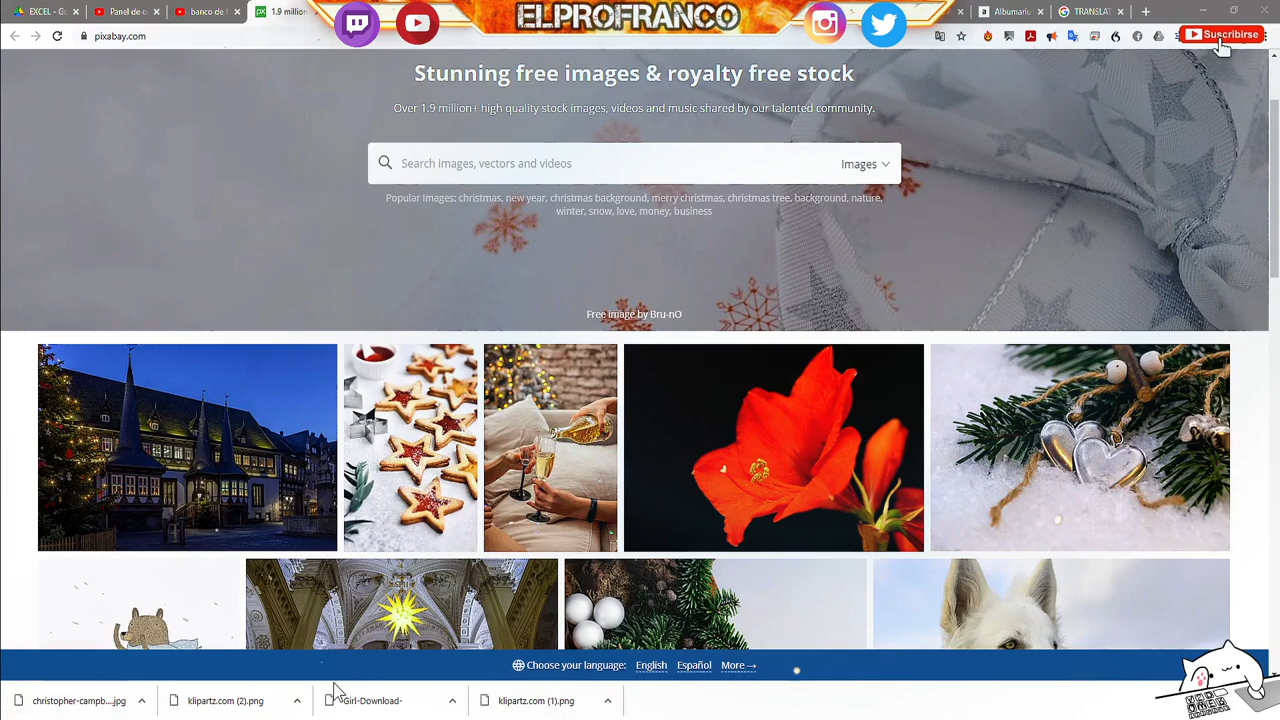 EXCEL - G
Panel de c
banco de
1.9 million
ELPROFRANCO
Albumariu
TRANSLAT
pixabay.com
Suscribirse
Stunning free images & royalty free stock
Over 1.9 million+ high quality stock images, videos and music shared by our talented community.
Search images, vectors and videos
Images
Popular Images: christmas, new year, christmas background, merry christmas, christmas tree, background, nature,
winter, snow, love, money, business
Free image by Bru-nO
Choose your language: English Español More →
christopher-campb....jpg
klipartz.com (2).png
Girl-Download-
klipartz.com (1).png